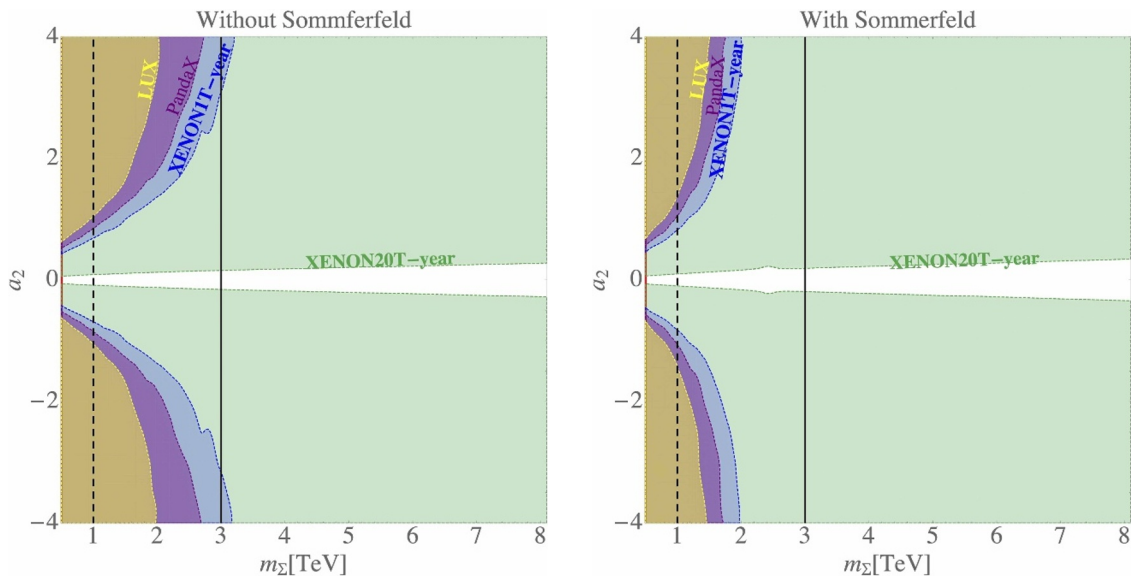 Without Sommferfeld
4
2
0
−2
−4
a2
LUX
PandaX
XENON1T−year
XENON20T−year
1 2 3 4 5 6 7 8
mΣ[TeV]
With Sommerfeld
4
2
0
−2
−4
a2
LUX
PandaX
XENON1T−year
XENON20T−year
1 2 3 4 5 6 7 8
mΣ[TeV]